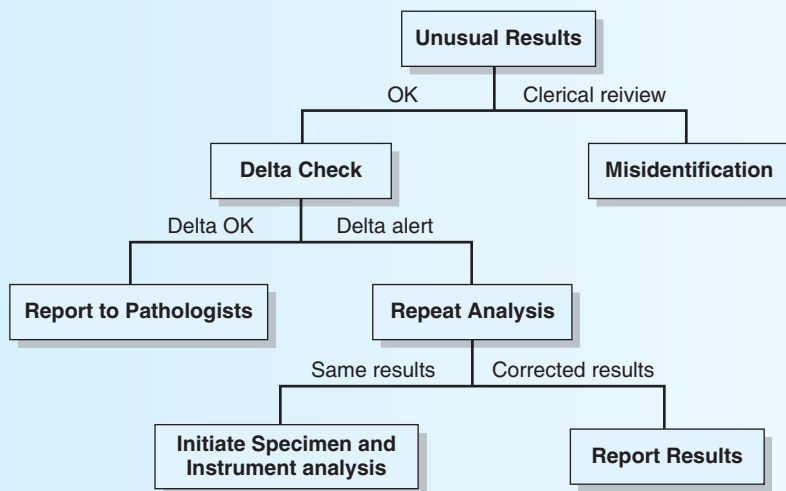 Unusual Results
OK
Clerical reiview
Delta Check
Misidentification
Delta OK
Delta alert
Report to Pathologists
Repeat Analysis
Same results
Corrected results
Initiate Specimen and
Instrument analysis
Report Results